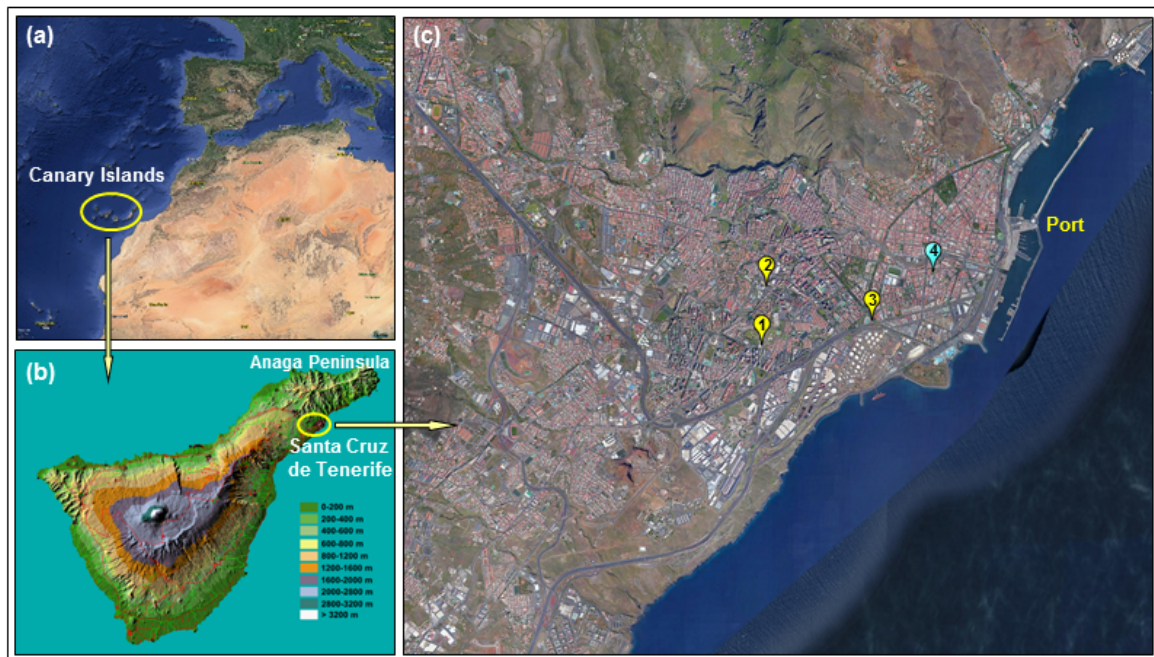 (a)
Canary Islands
(b)
Anaga Peninsula
Santa Cruz
de Tenerife
0-200 m
200-400 m
400-600 m
600-800 m
800-1200 m
1200-1600 m
1600-2000 m
2000-2800 m
2800-3200 m
> 3200 m
(c)
Port
4
2
3
1